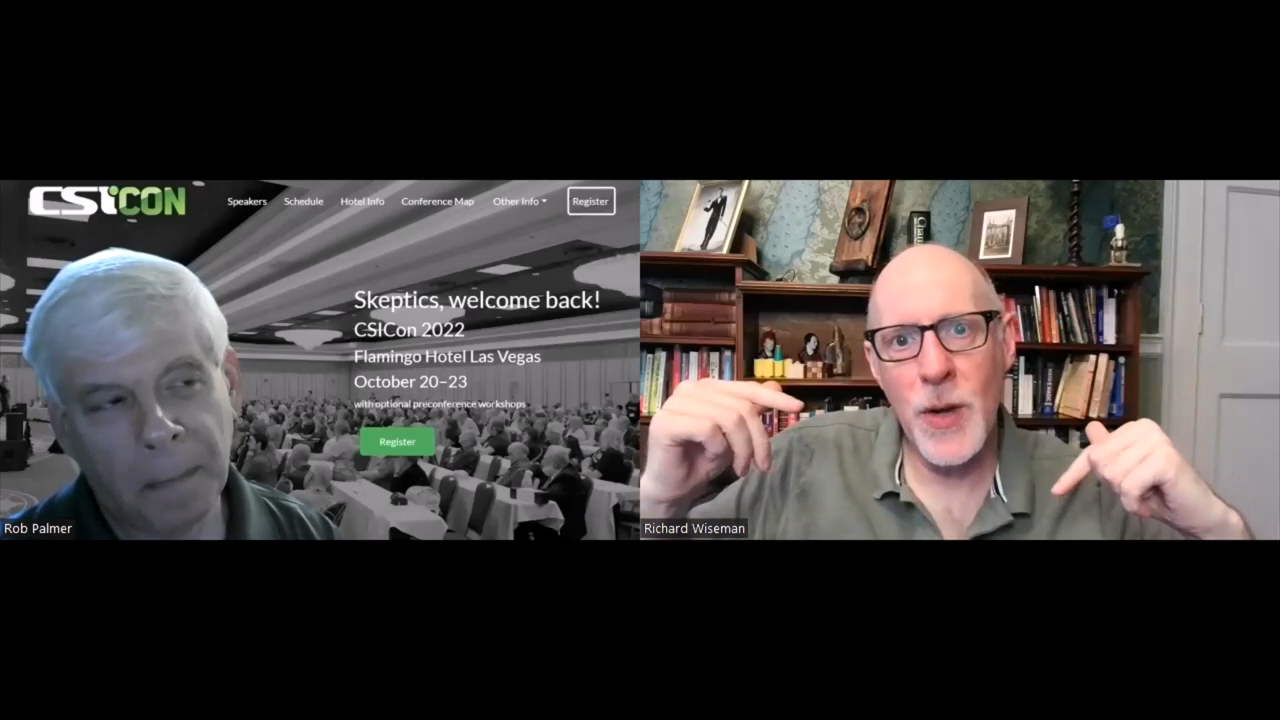 CSICON
Speakers Schedule Hotel Info Conference Map Other Info Register
Skeptics, welcome back!
CSICon 2022
Flamingo Hotel Las Vegas
October 20–23
with optional preconference workshops
Register
Rob Palmer
Richard Wiseman